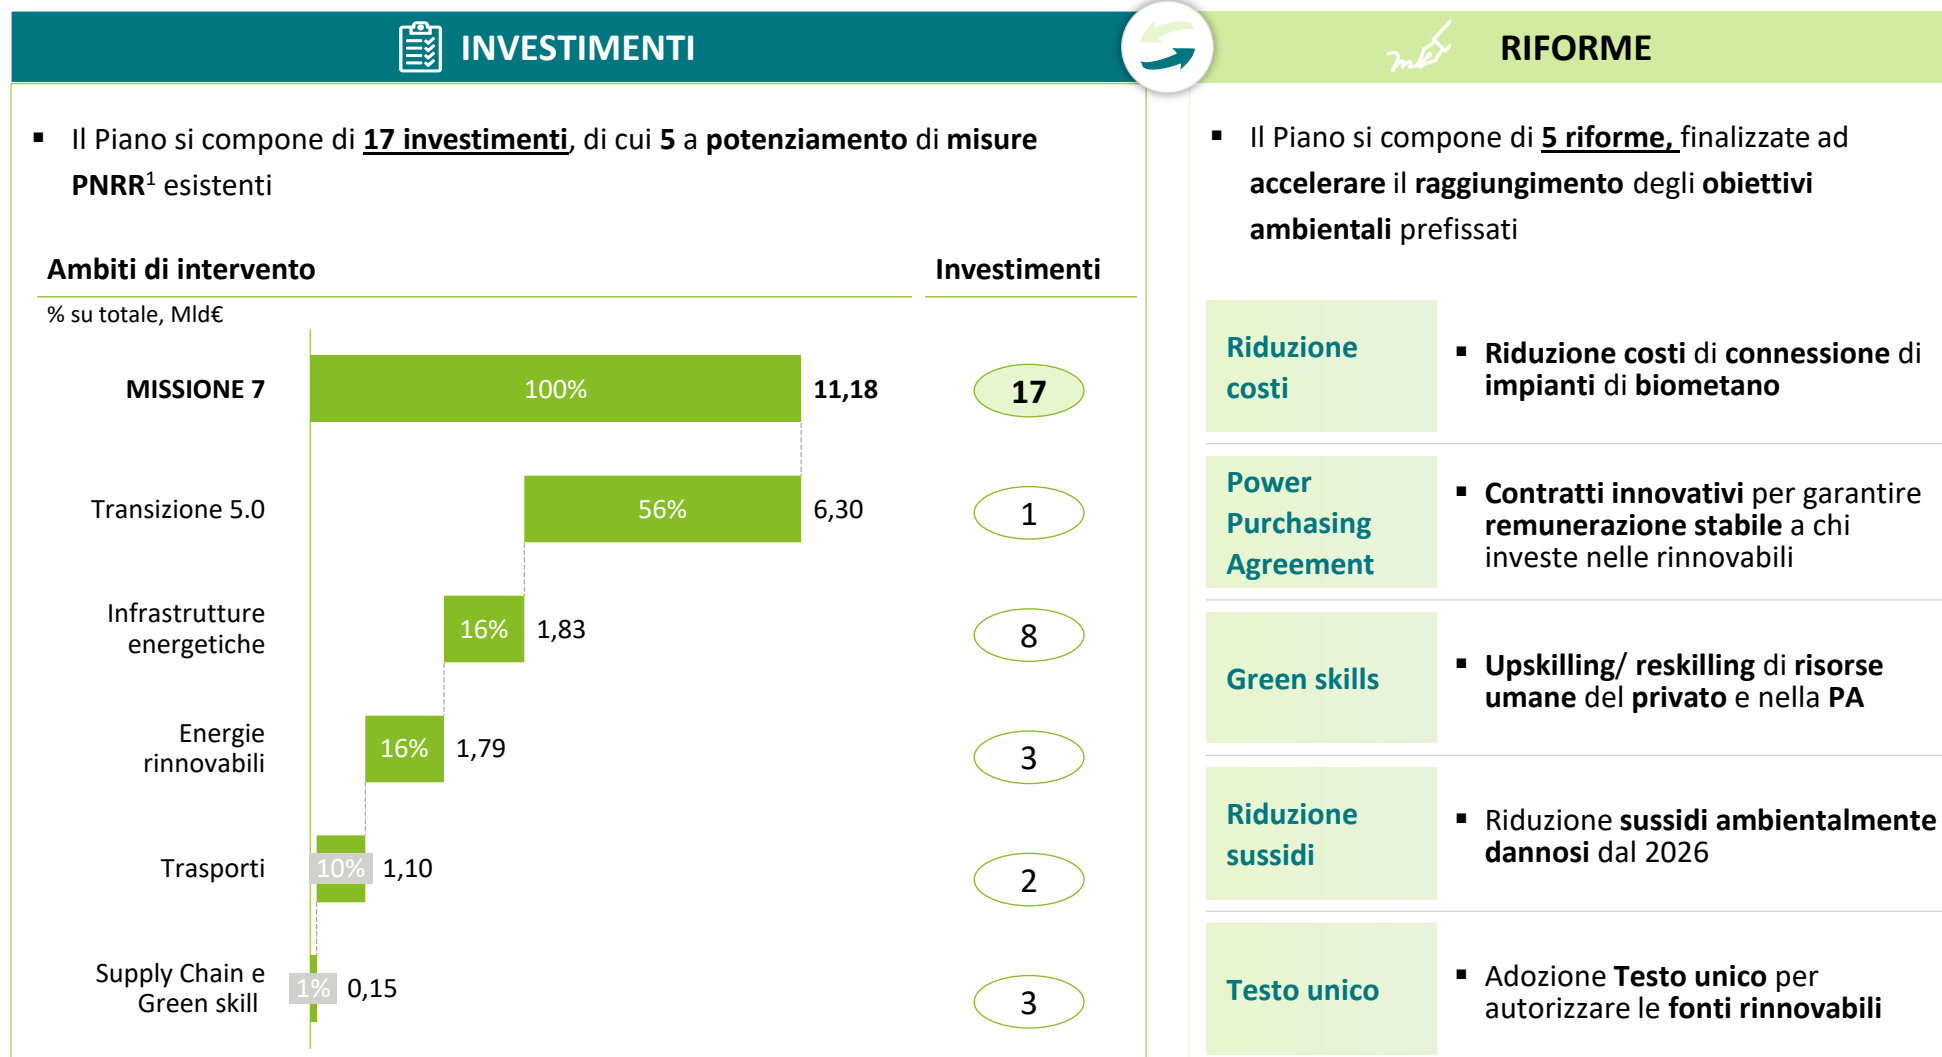 INVESTIMENTI
▪ Il Piano si compone di 17 investimenti, di cui 5 a potenziamento di misure
PNRR1 esistenti
Ambiti di intervento
Investimenti
% su totale, Mld€
MISSIONE 7
100%
11,18
17
Transizione 5.0
56%
6,30
1
Infrastrutture
energetiche
16%
1,83
8
Energie
rinnovabili
16%
1,79
3
Trasporti
10%
1,10
2
Supply Chain e
Green skill
1%
0,15
3
RIFORME
▪ Il Piano si compone di 5 riforme, finalizzate ad
accelerare il raggiungimento degli obiettivi
ambientali prefissati
Riduzione
costi
▪ Riduzione costi di connessione di
impianti di biometano
Power
Purchasing
Agreement
▪ Contratti innovativi per garantire
remunerazione stabile a chi
investe nelle rinnovabili
Green skills
▪ Upskilling/ reskilling di risorse
umane del privato e nella PA
Riduzione
sussidi
▪ Riduzione sussidi ambientalmente
dannosi dal 2026
Testo unico
▪ Adozione Testo unico per
autorizzare le fonti rinnovabili